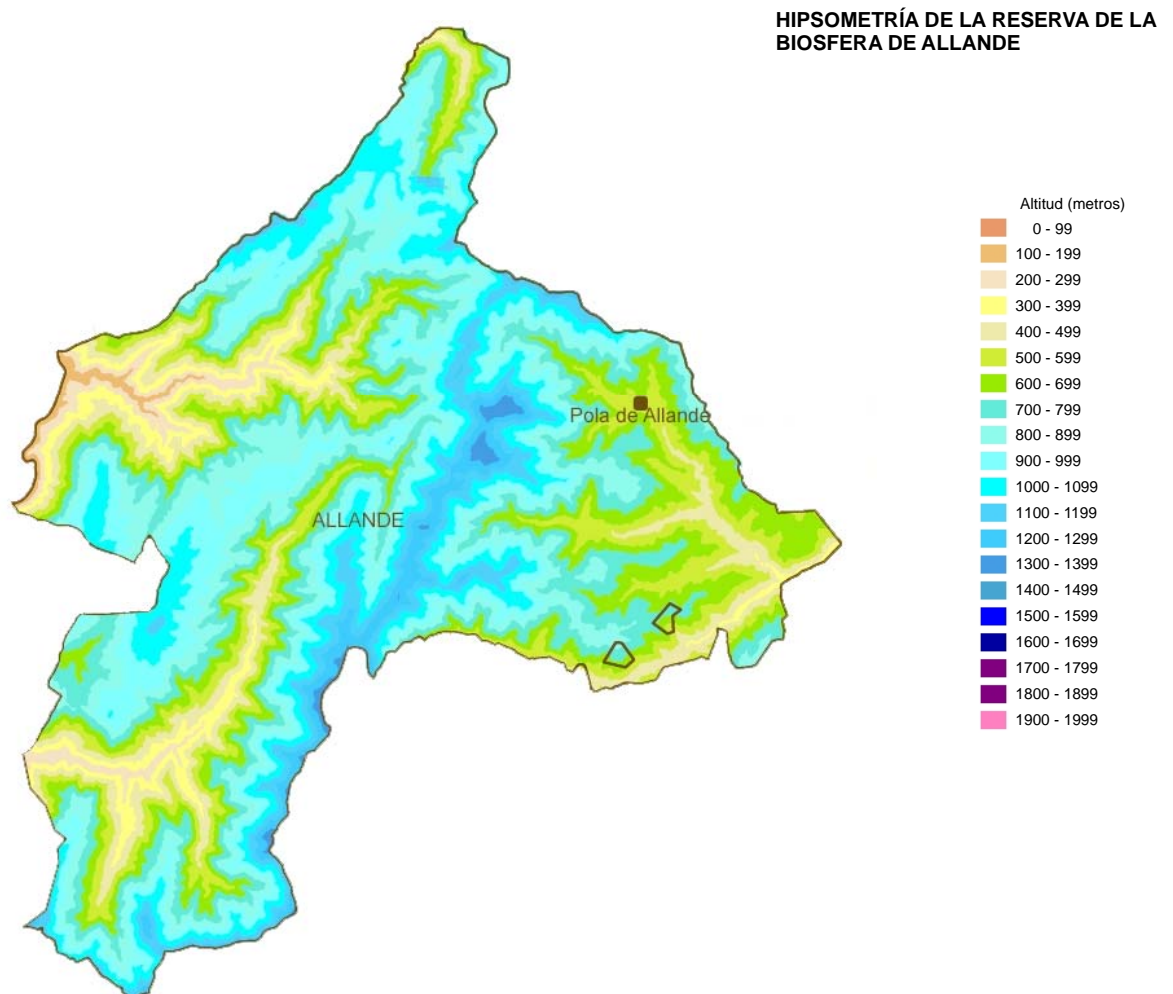 HIPSOMETRÍA DE LA RESERVA DE LA
BIOSFERA DE ALLANDE
Altitud (metros)
0 - 99
100 - 199
200 - 299
300 - 399
400 - 499
500 - 599
600 - 699
700 - 799
800 - 899
900 - 999
1000 - 1099
1100 - 1199
1200 - 1299
1300 - 1399
1400 - 1499
1500 - 1599
1600 - 1699
1700 - 1799
1800 - 1899
1900 - 1999
Pola de Allande
ALLANDE